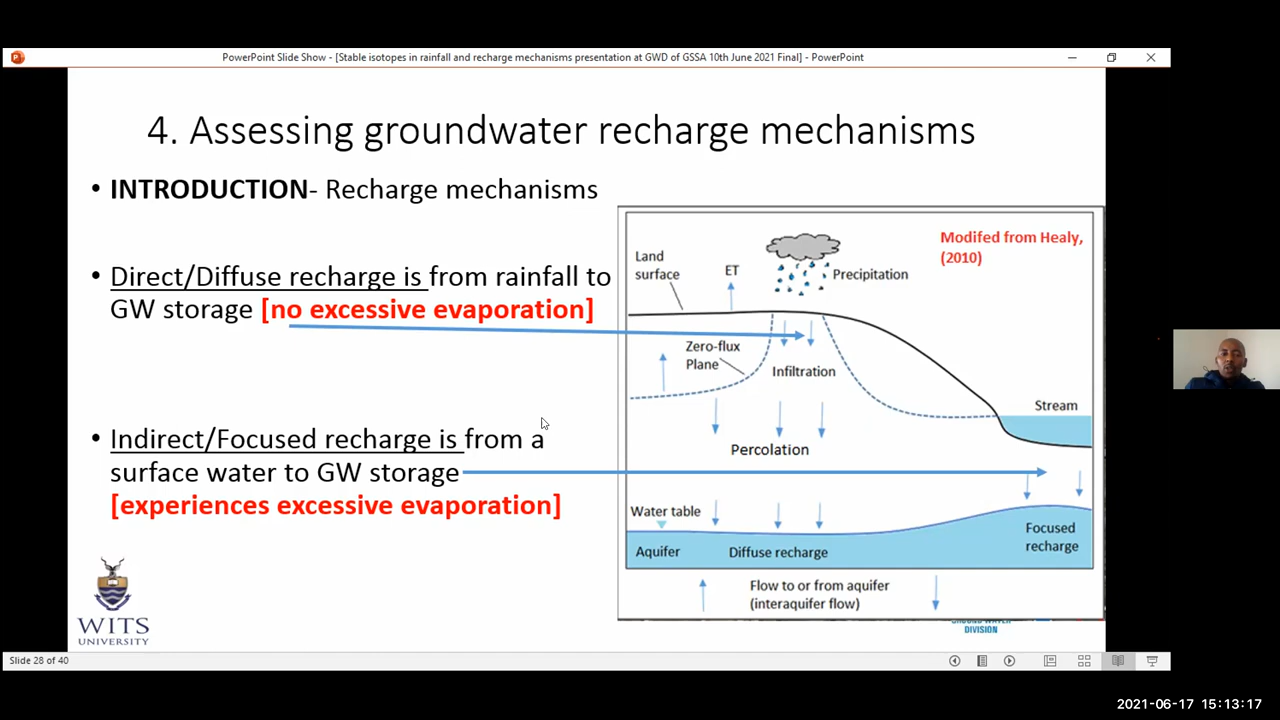 PowerPoint Slide Show - [Stable isotopes in rainfall and recharge mechanisms presentation at GWD of GSSA 10th June 2021 Final] - PowerPoint
4. Assessing groundwater recharge mechanisms
• INTRODUCTION- Recharge mechanisms
• Direct/Diffuse recharge is from rainfall to
GW storage [no excessive evaporation]
• Indirect/Focused recharge is from a
surface water to GW storage
[experiences excessive evaporation]
Modifed from Healy,
(2010)
Land
surface
ET
Precipitation
Zero-flux
Plane
Infiltration
Stream
Percolation
Water table
Aquifer
Diffuse recharge
Focused
recharge
Flow to or from aquifer
(interaquifer flow)
WITS
UNIVERSITY
DIVISION
Slide 28 of 40
2021-06-17 15:13:17